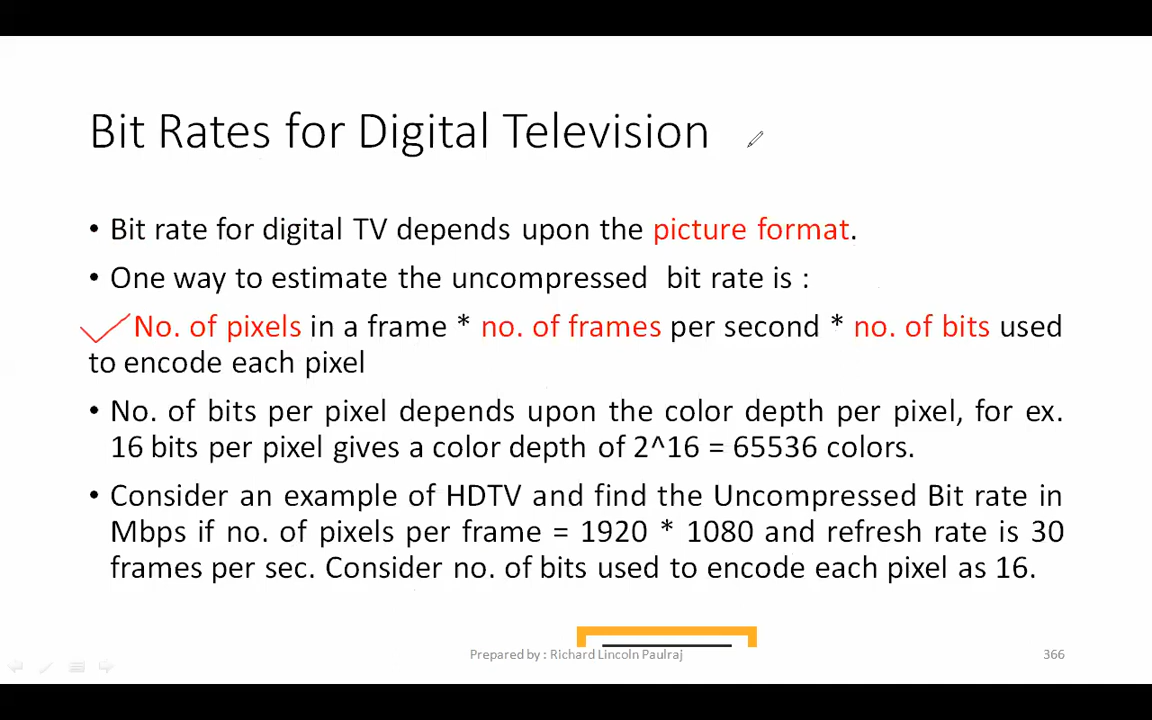 Bit Rates for Digital Television
• Bit rate for digital TV depends upon the picture format.
• One way to estimate the uncompressed bit rate is :
No. of pixels in a frame * no. of frames per second * no. of bits used
to encode each pixel
• No. of bits per pixel depends upon the color depth per pixel, for ex.
16 bits per pixel gives a color depth of 2^16 = 65536 colors.
• Consider an example of HDTV and find the Uncompressed Bit rate in
Mbps if no. of pixels per frame = 1920 * 1080 and refresh rate is 30
frames per sec. Consider no. of bits used to encode each pixel as 16.
Prepared by : Richard Lincoln Paulraj
366